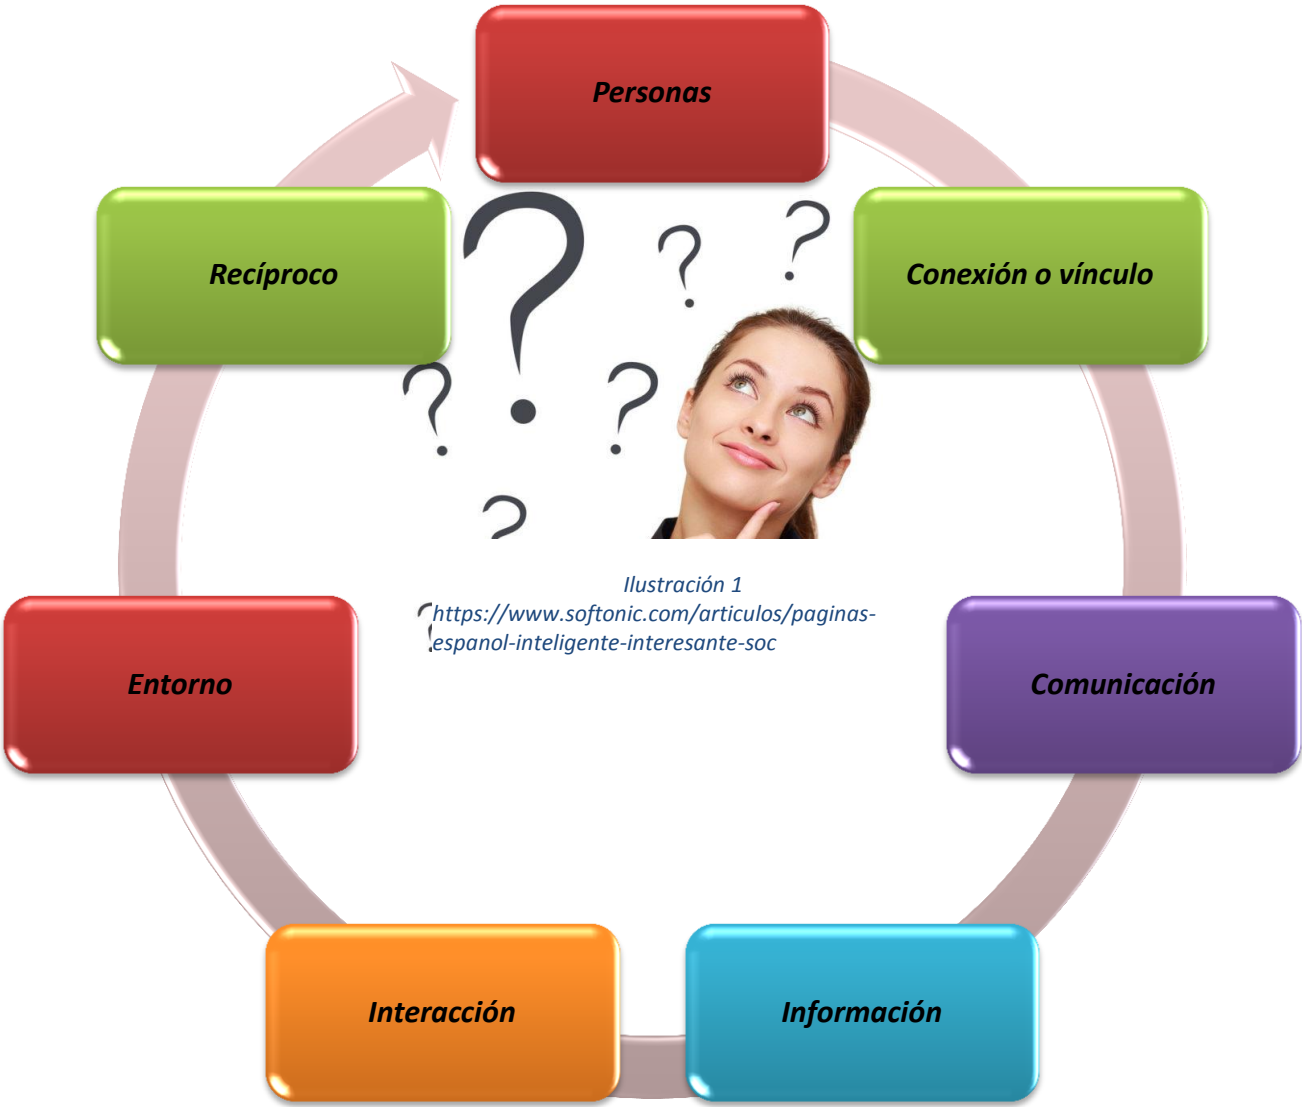 Personas
Recíproco
Conexión o vínculo
? ? ?
? ?
?
Ilustración 1
https://www.softonic.com/articulos/paginas-
espanol-inteligente-interesante-soc
Entorno
Comunicación
Interacción
Información